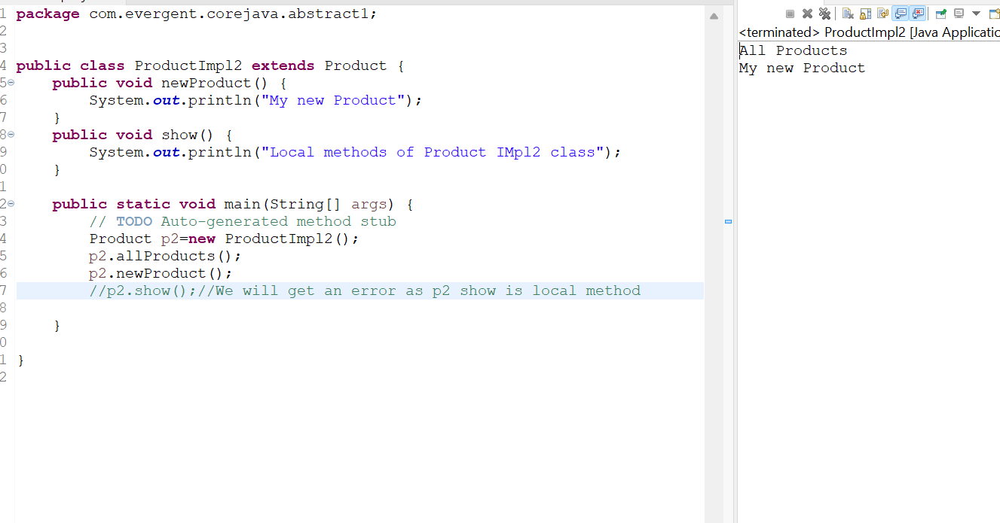 1 package com.evergent.corejava.abstract1;
2
3
4 public class ProductImpl2 extends Product {
5 public void newProduct() {
6 System.out.println("My new Product");
7 }
8 public void show() {
9 System.out.println("Local methods of Product IMpl2 class");
0 }
1
2 public static void main(String[] args) {
3 // TODO Auto-generated method stub
4 Product p2=new ProductImpl2();
5 p2.allProducts();
6 p2.newProduct();
7 //p2.show();//We will get an error as p2 show is local method
8
9 }
0
1 }
2
<terminated> ProductImpl2 [Java Applicatio
All Products
My new Product